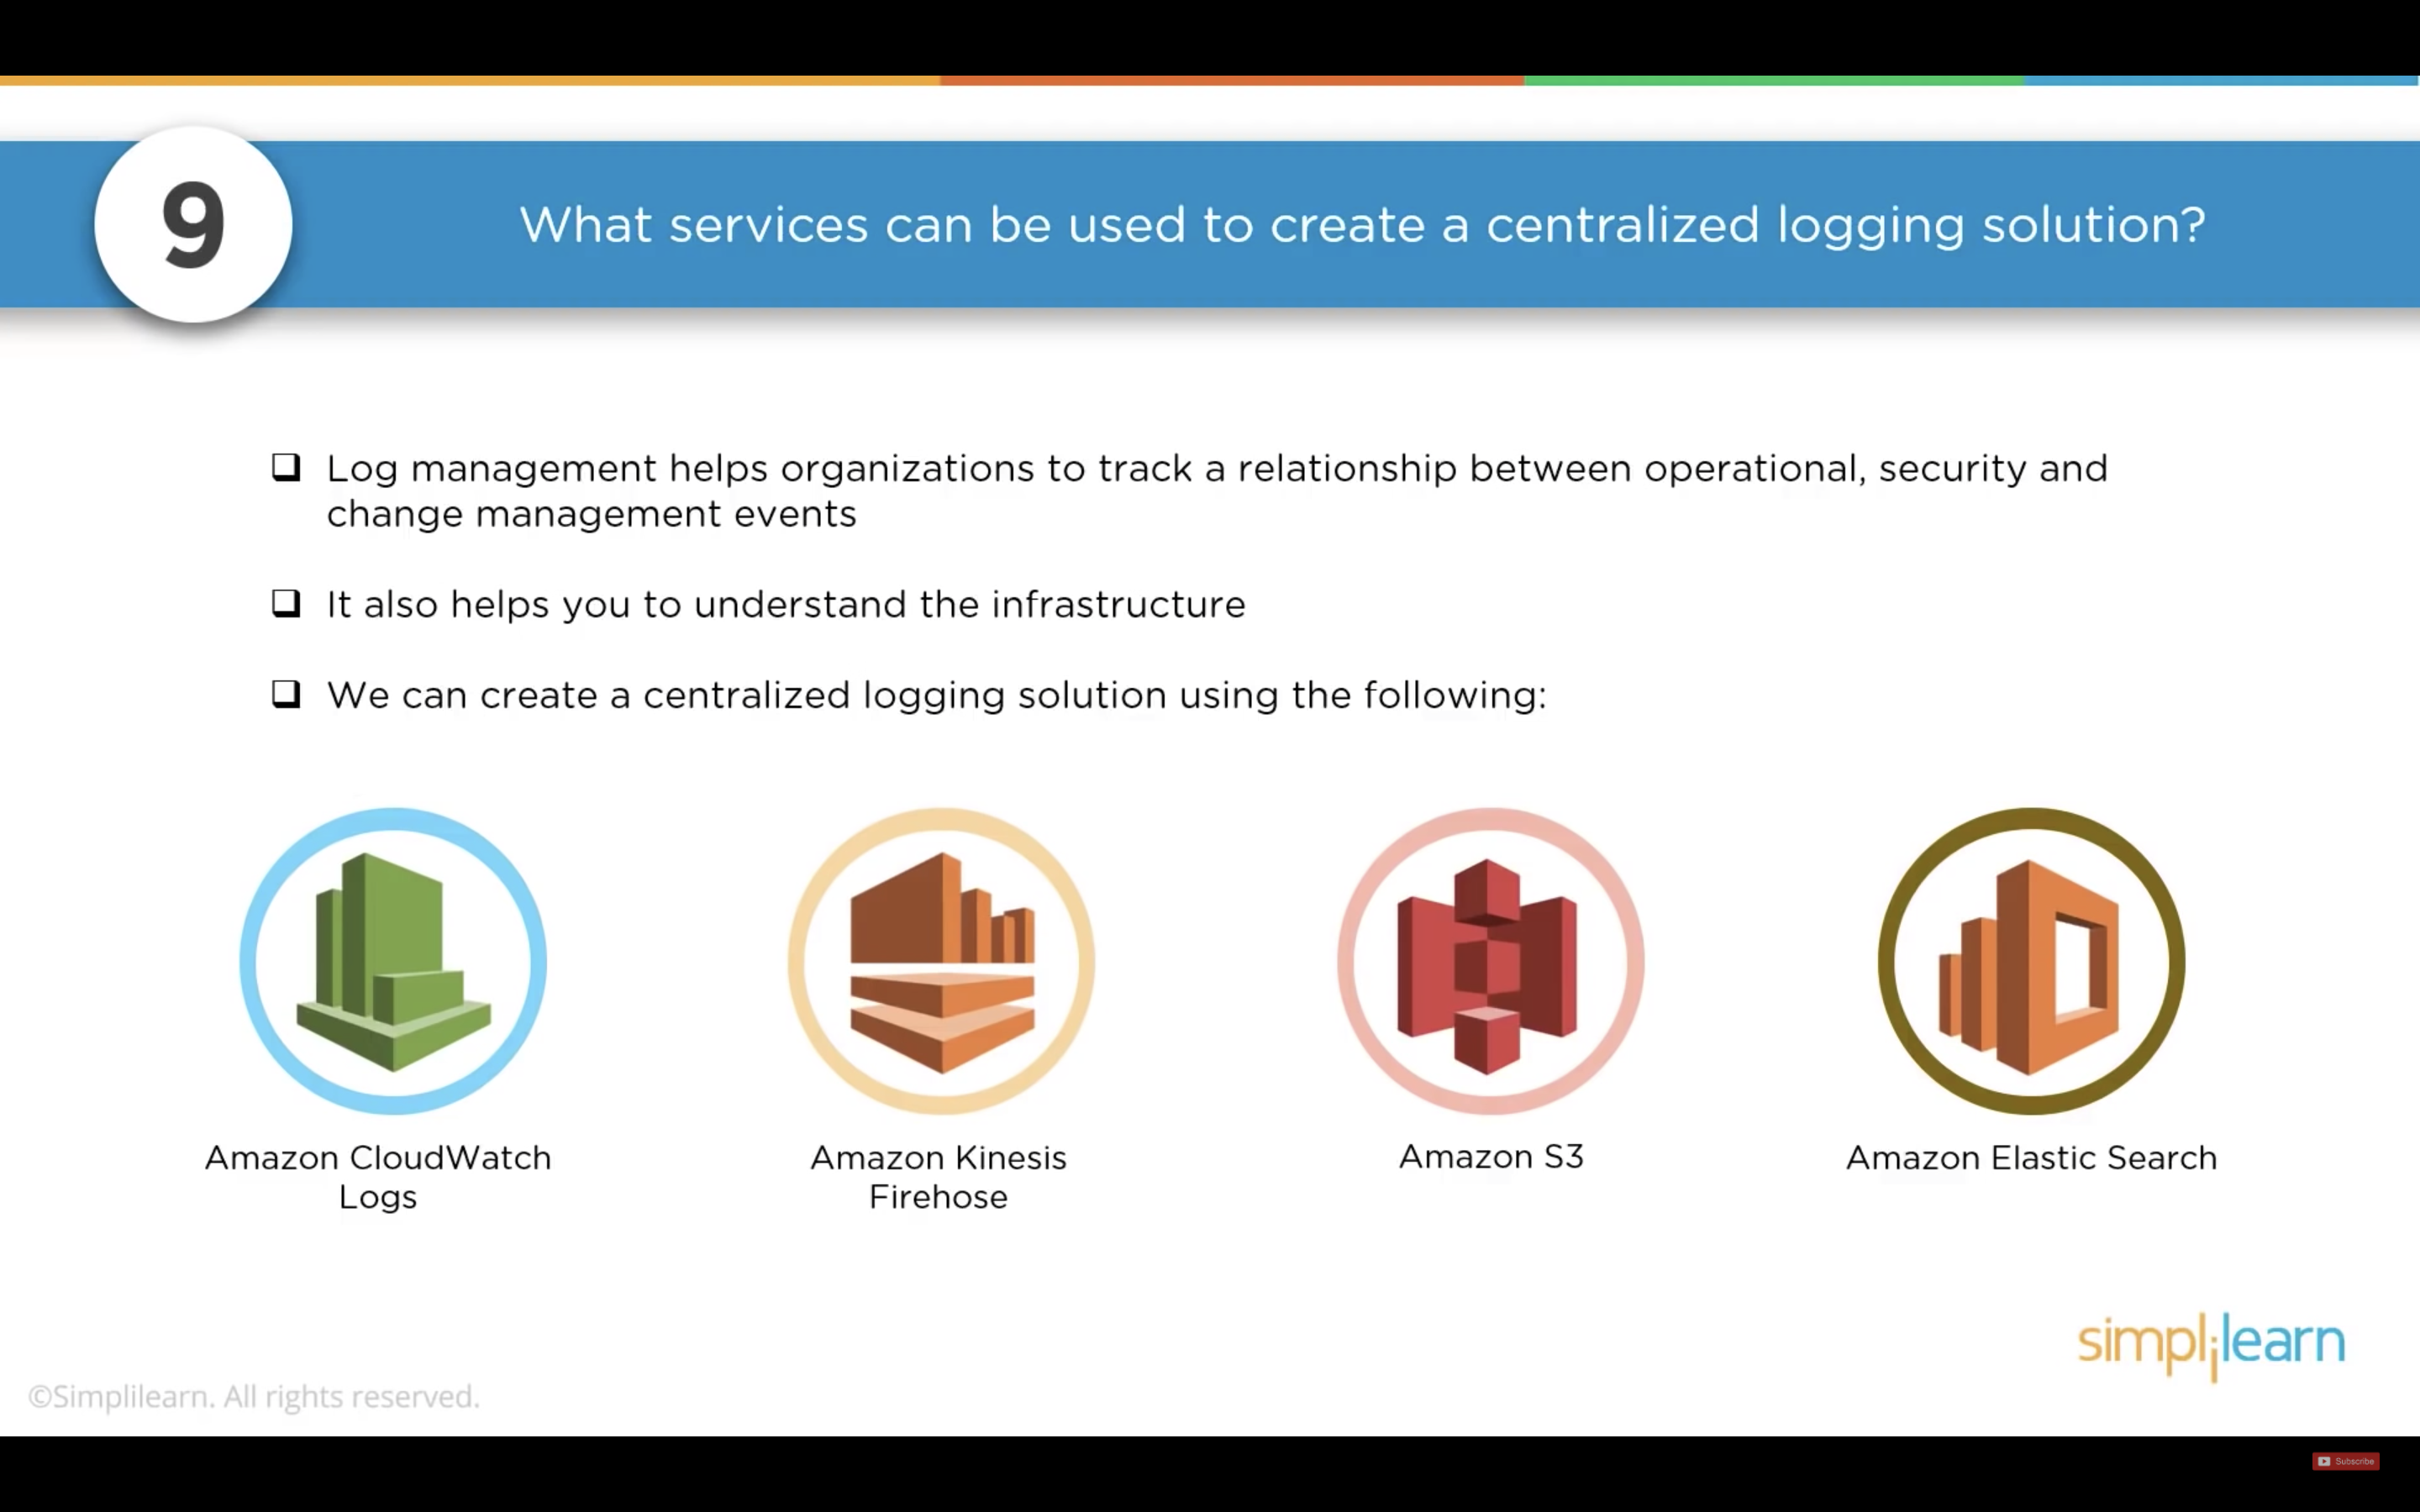 9
What services can be used to create a centralized logging solution?
Log management helps organizations to track a relationship between operational, security and
change management events
It also helps you to understand the infrastructure
We can create a centralized logging solution using the following:
Amazon CloudWatch
Logs
Amazon Kinesis
Firehose
Amazon S3
Amazon Elastic Search
simplilearn
©Simplilearn. All rights reserved.
Subscribe